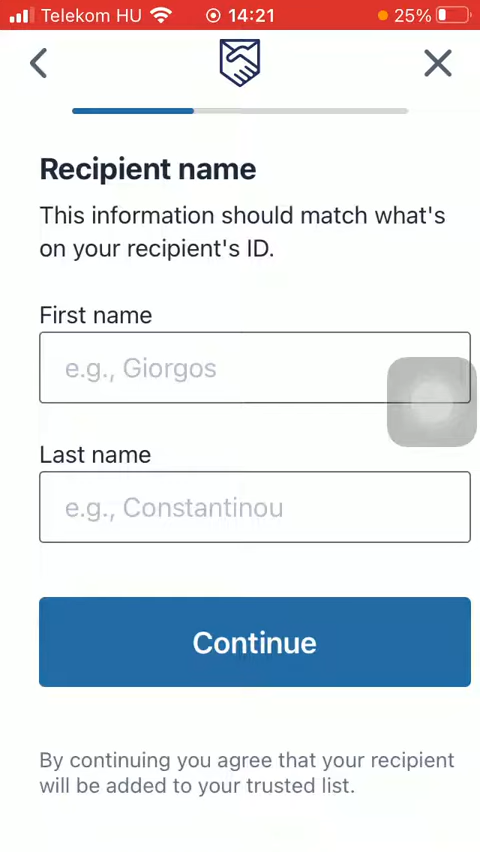 Telekom HU 14:21 25%
Recipient name
This information should match what's
on your recipient's ID.
First name
e.g., Giorgos
Last name
e.g., Constantinou
Continue
By continuing you agree that your recipient
will be added to your trusted list.